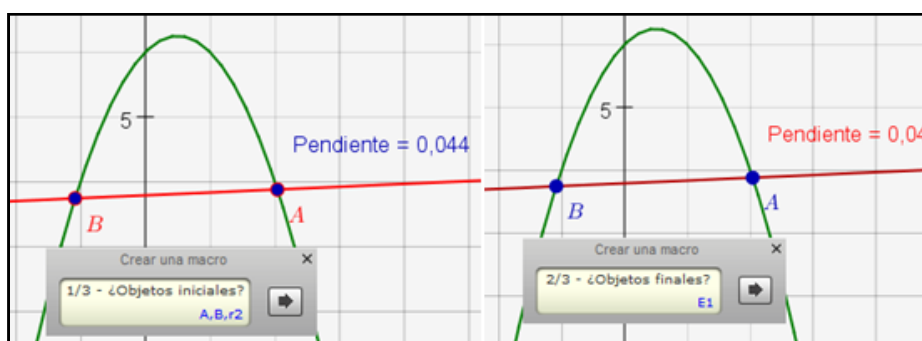 5
Pendiente = 0,044
B
A
Crear una macro
1/3 - ¿Objetos iniciales?
A,B,r2
5
Pendiente = 0,04
B
A
Crear una macro
2/3 - ¿Objetos finales?
E1